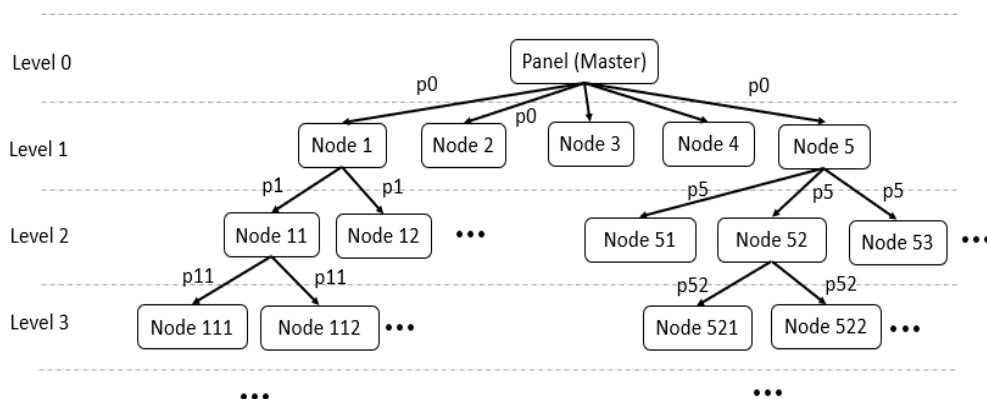 Level 0
Panel (Master)
p0
p0
p0
Level 1
Node 1
Node 2
Node 3
Node 4
Node 5
p1
p1
p5
p5
p5
Level 2
Node 11
Node 12
•••
Node 51
Node 52
Node 53
•••
p11
p11
p52
p52
Level 3
Node 111
Node 112
•••
Node 521
Node 522
•••
•••
•••